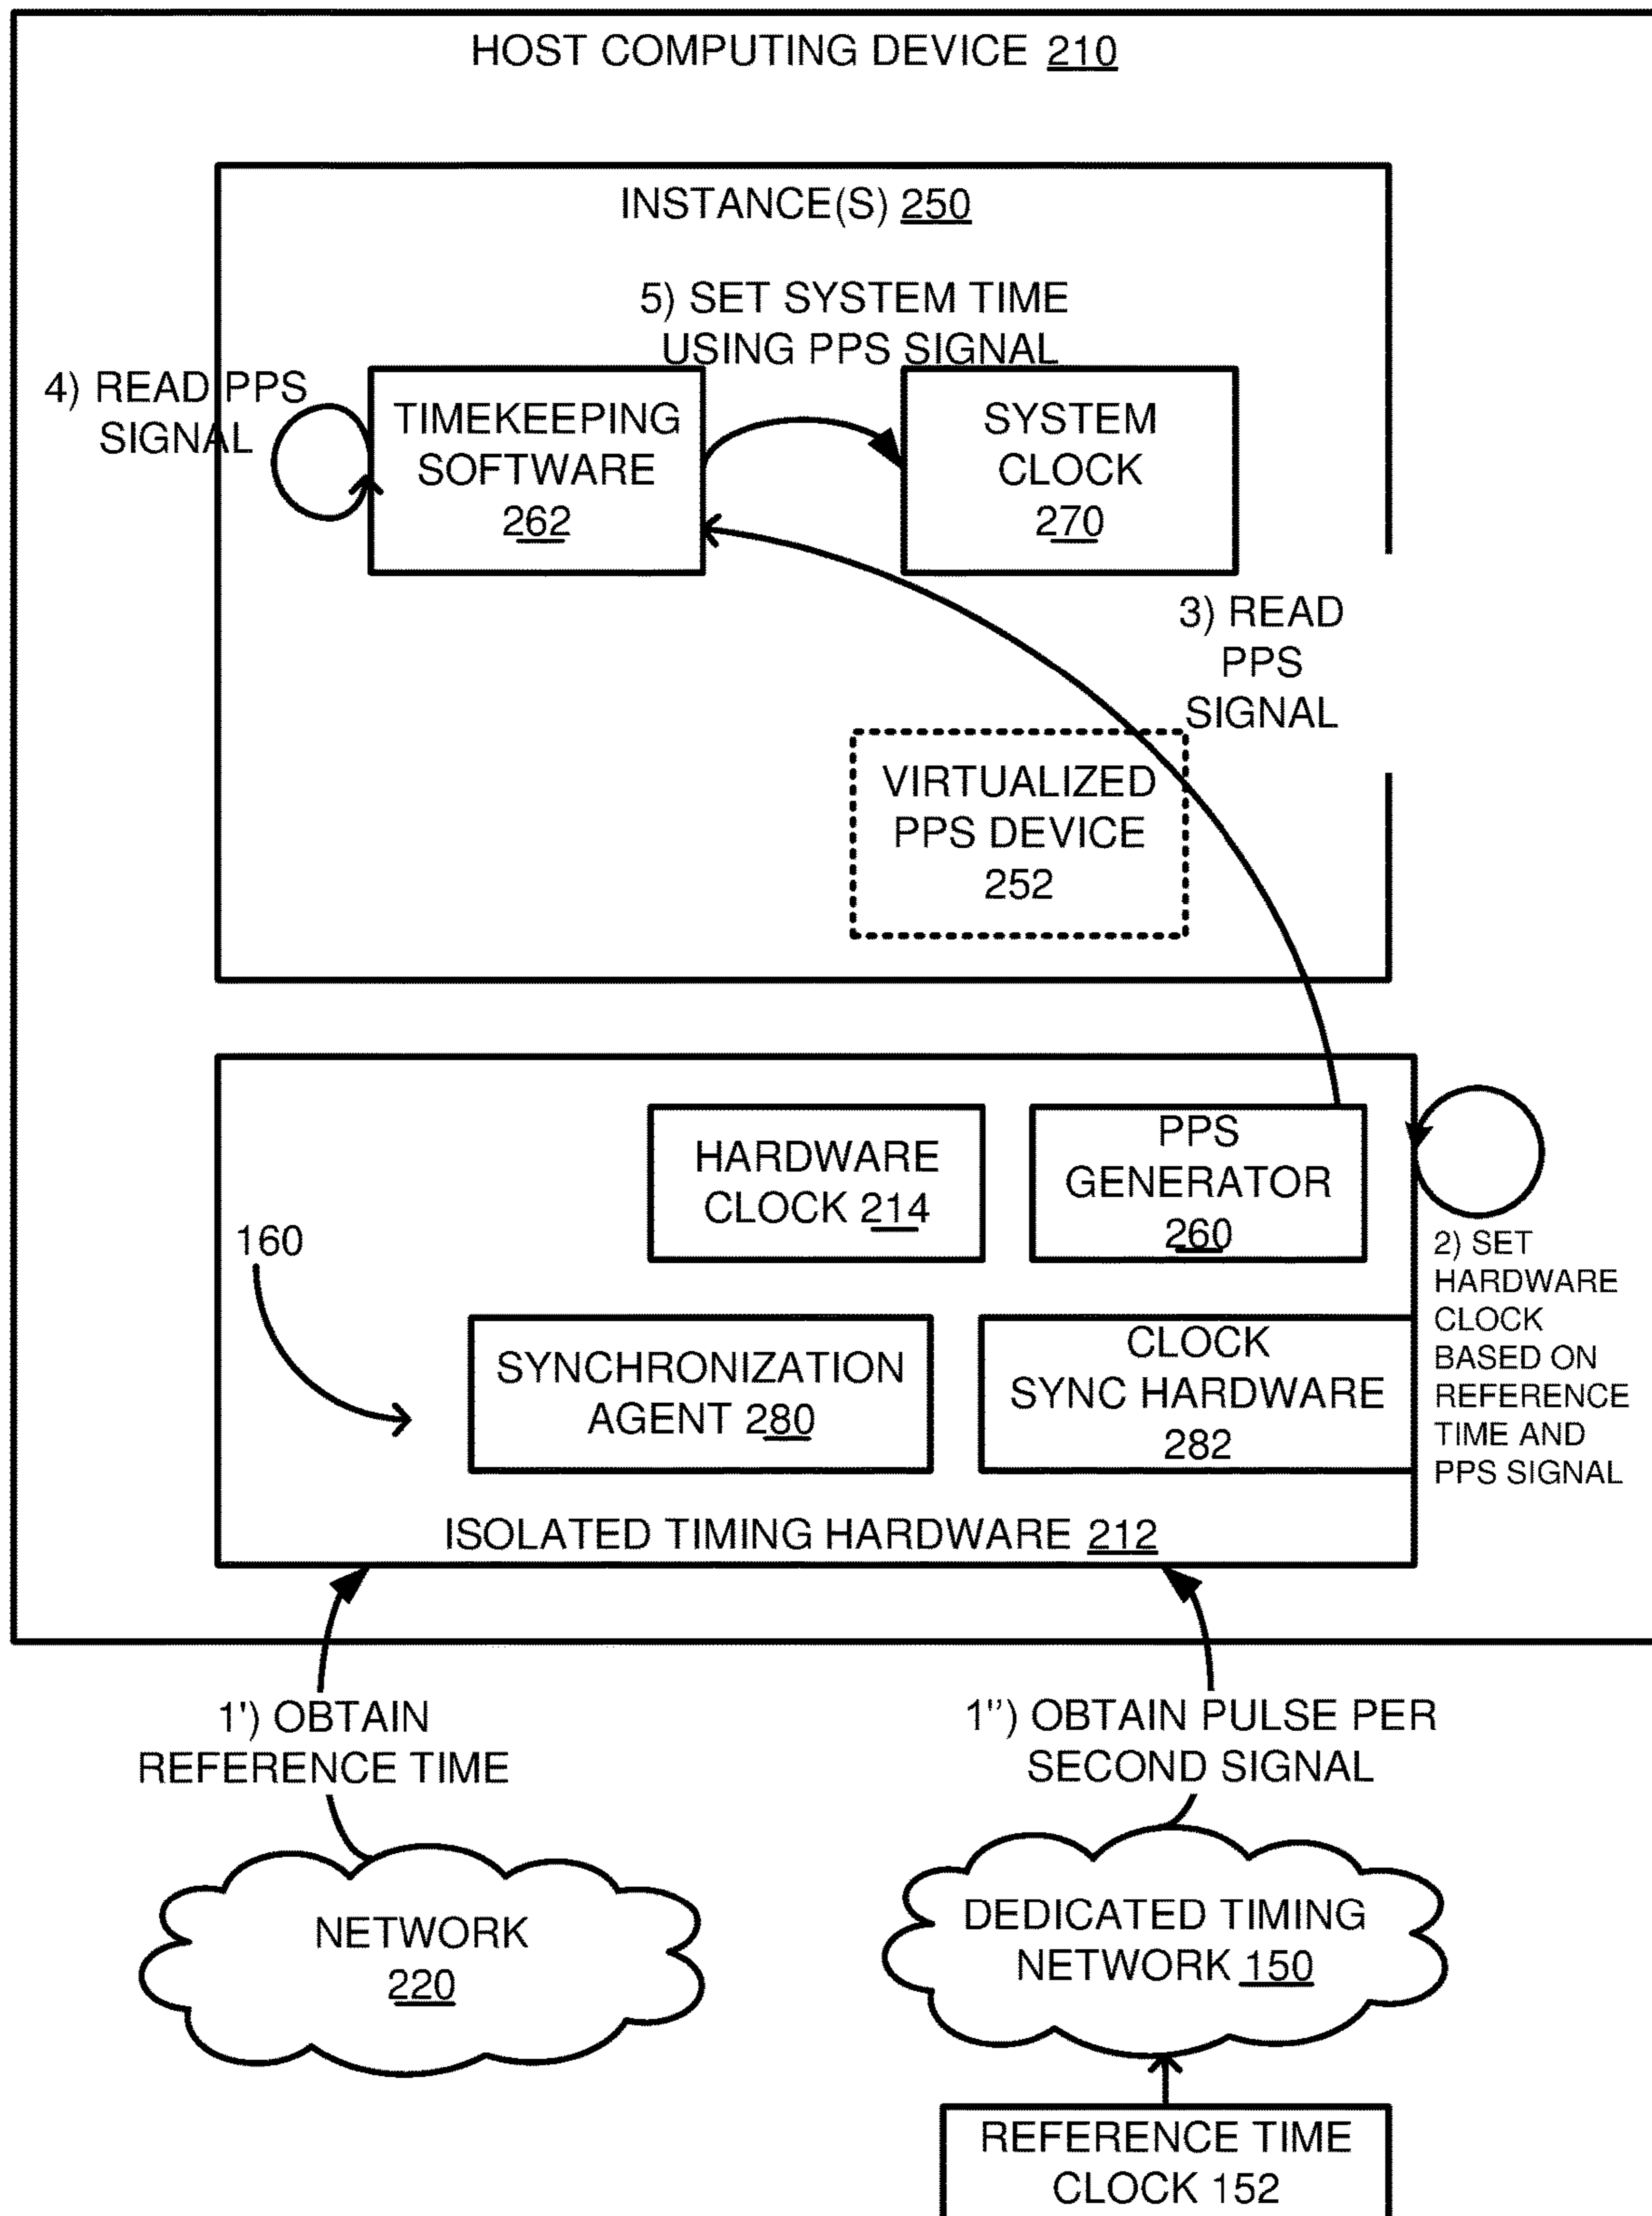 HOST COMPUTING DEVICE 210
INSTANCE(S) 250
5) SET SYSTEM TIME
USING PPS SIGNAL
4) READ PPS
SIGNAL
TIMEKEEPING
SOFTWARE
262
SYSTEM
CLOCK
270
3) READ
PPS
SIGNAL
VIRTUALIZED
PPS DEVICE
252
HARDWARE
CLOCK 214
PPS
GENERATOR
260
160
2) SET
HARDWARE
CLOCK
BASED ON
REFERENCE
TIME AND
PPS SIGNAL
SYNCHRONIZATION
AGENT 280
CLOCK
SYNC HARDWARE
282
ISOLATED TIMING HARDWARE 212
1') OBTAIN
REFERENCE TIME
1'') OBTAIN PULSE PER
SECOND SIGNAL
NETWORK
220
DEDICATED TIMING
NETWORK 150
REFERENCE TIME
CLOCK 152